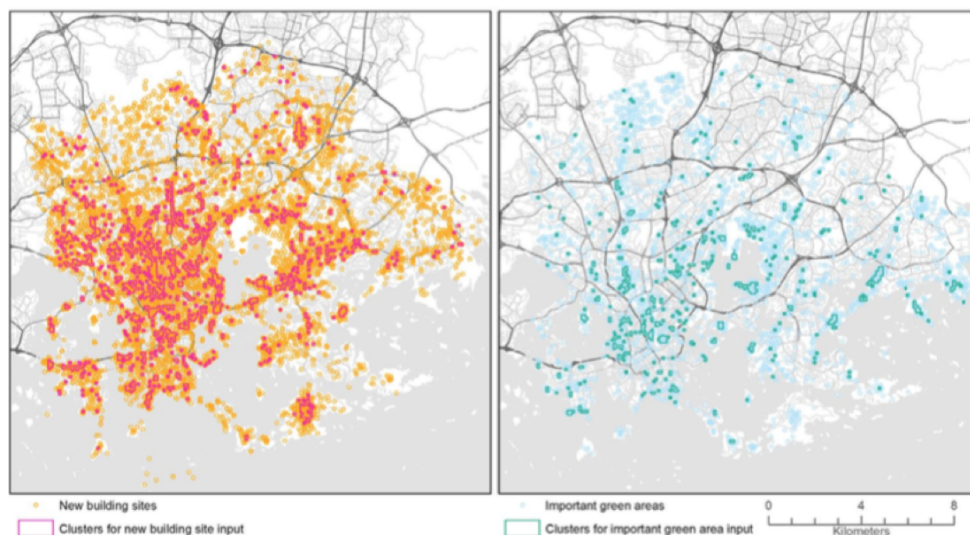 New building sites
Clusters for new building site input
Important green areas
Clusters for important green area input
0 4 8
Kilometers